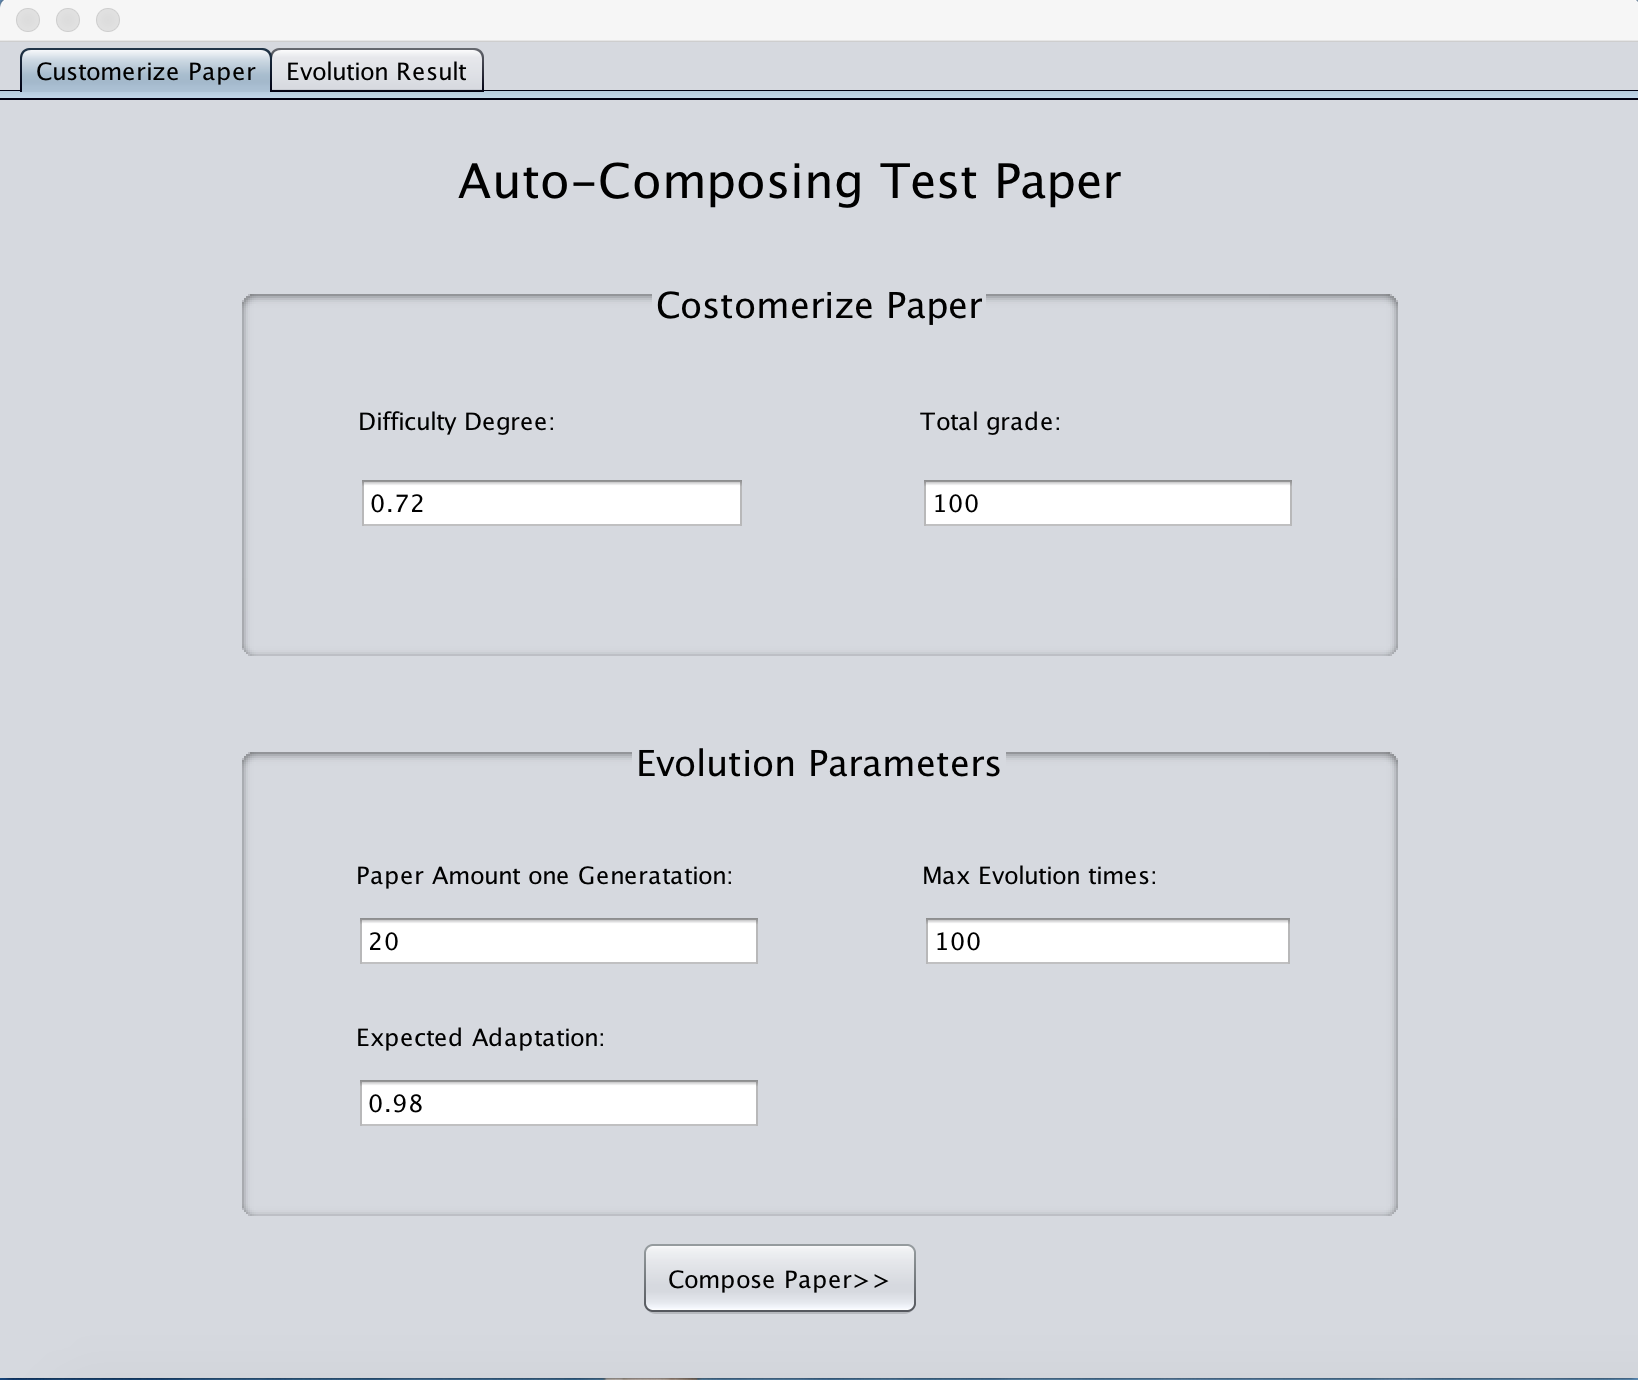 Customerize Paper Evolution Result
Auto-Composing Test Paper
Costomerize Paper
Difficulty Degree: Total grade:
0.72 100
Evolution Parameters
Paper Amount one Generatation: Max Evolution times:
20 100
Expected Adaptation:
0.98
Compose Paper>>